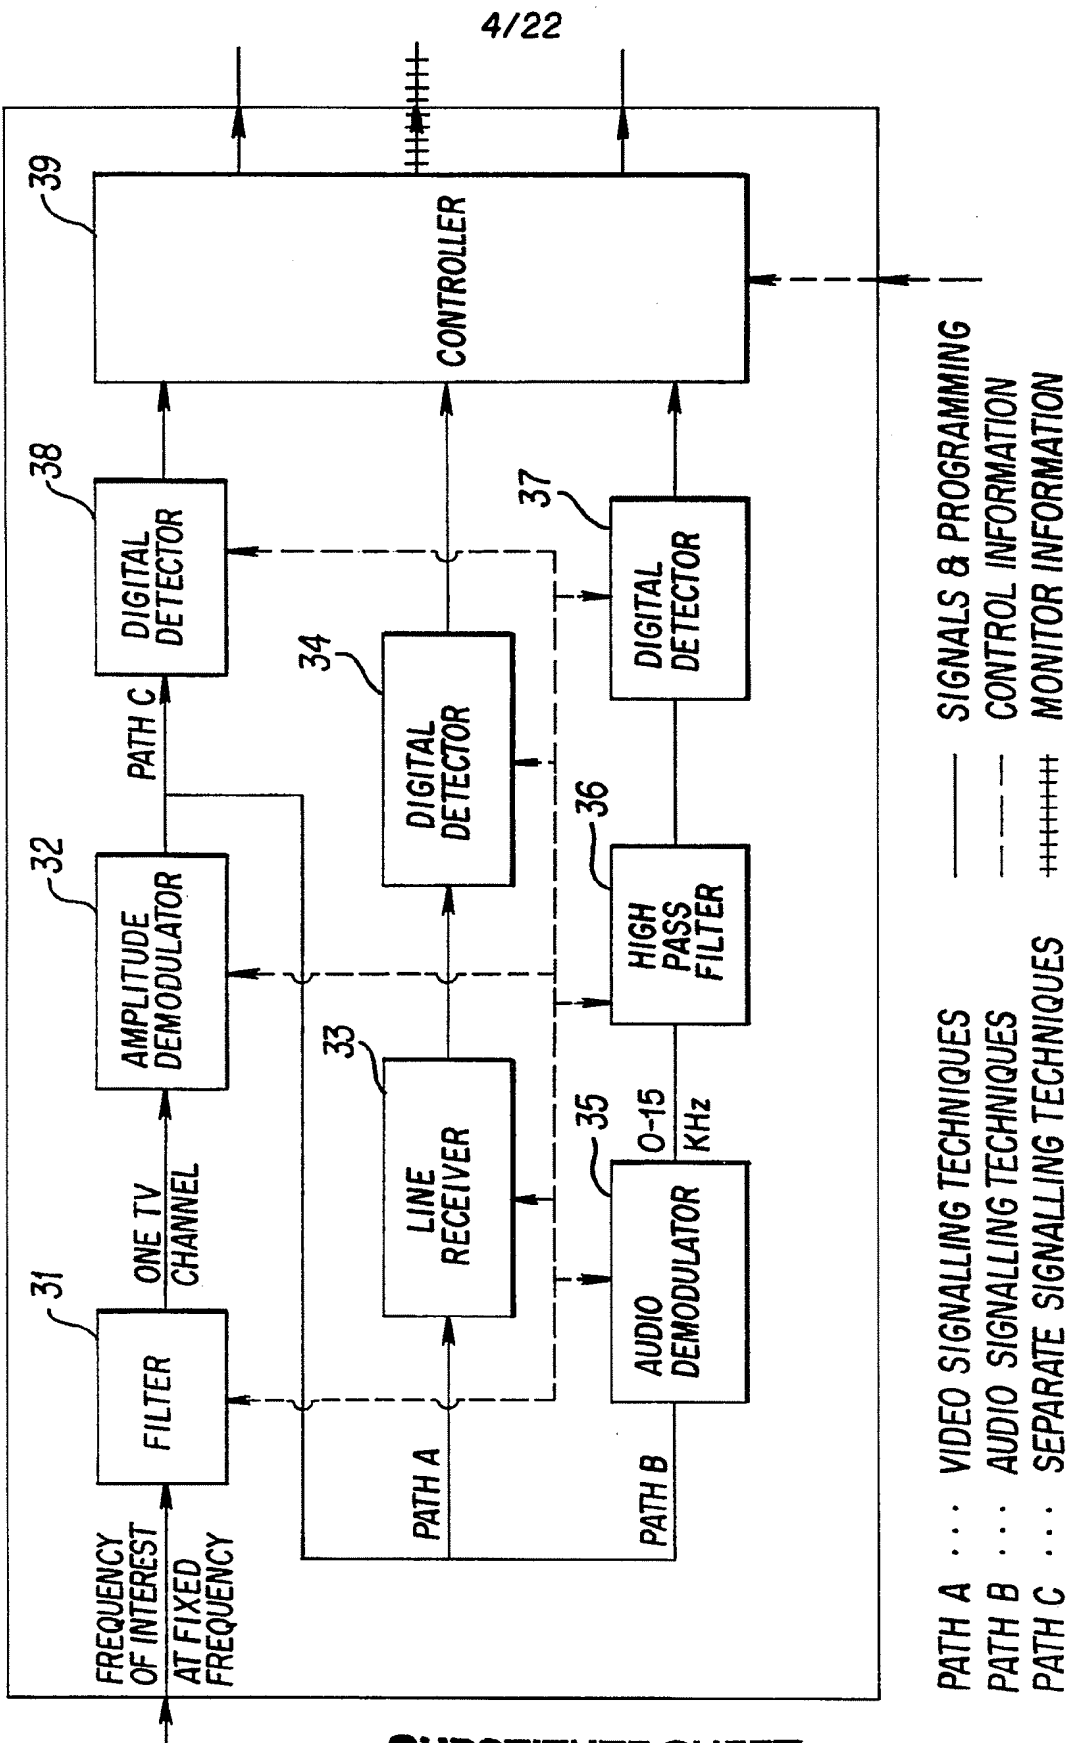 4/22
FREQUENCY
OF INTEREST
AT FIXED
FREQUENCY
31
FILTER
ONE TV
CHANNEL
32
AMPLITUDE
DEMODULATOR
PATH C
38
DIGITAL
DETECTOR
39
CONTROLLER
PATH A
33
LINE
RECEIVER
34
DIGITAL
DETECTOR
PATH B
35
AUDIO
DEMODULATOR
0-15
KHz
36
HIGH
PASS
FILTER
37
DIGITAL
DETECTOR
PATH A ... VIDEO SIGNALLING TECHNIQUES
PATH B ... AUDIO SIGNALLING TECHNIQUES
PATH C ... SEPARATE SIGNALLING TECHNIQUES
SIGNALS & PROGRAMMING
CONTROL INFORMATION
MONITOR INFORMATION